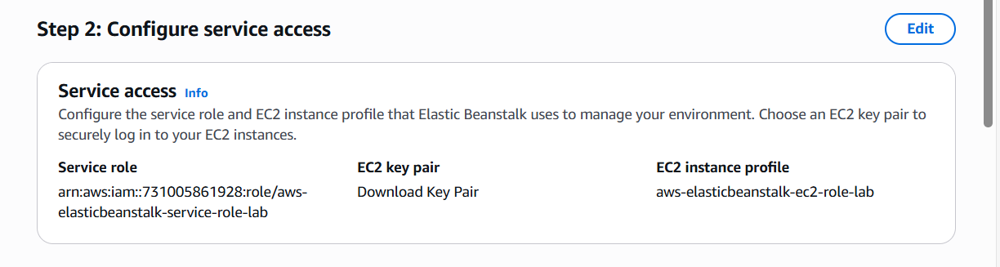 Step 2: Configure service access
Edit
Service access Info
Configure the service role and EC2 instance profile that Elastic Beanstalk uses to manage your environment. Choose an EC2 key pair to
securely log in to your EC2 instances.
Service role
arn:aws:iam::731005861928:role/aws-
elasticbeanstalk-service-role-lab
EC2 key pair
Download Key Pair
EC2 instance profile
aws-elasticbeanstalk-ec2-role-lab